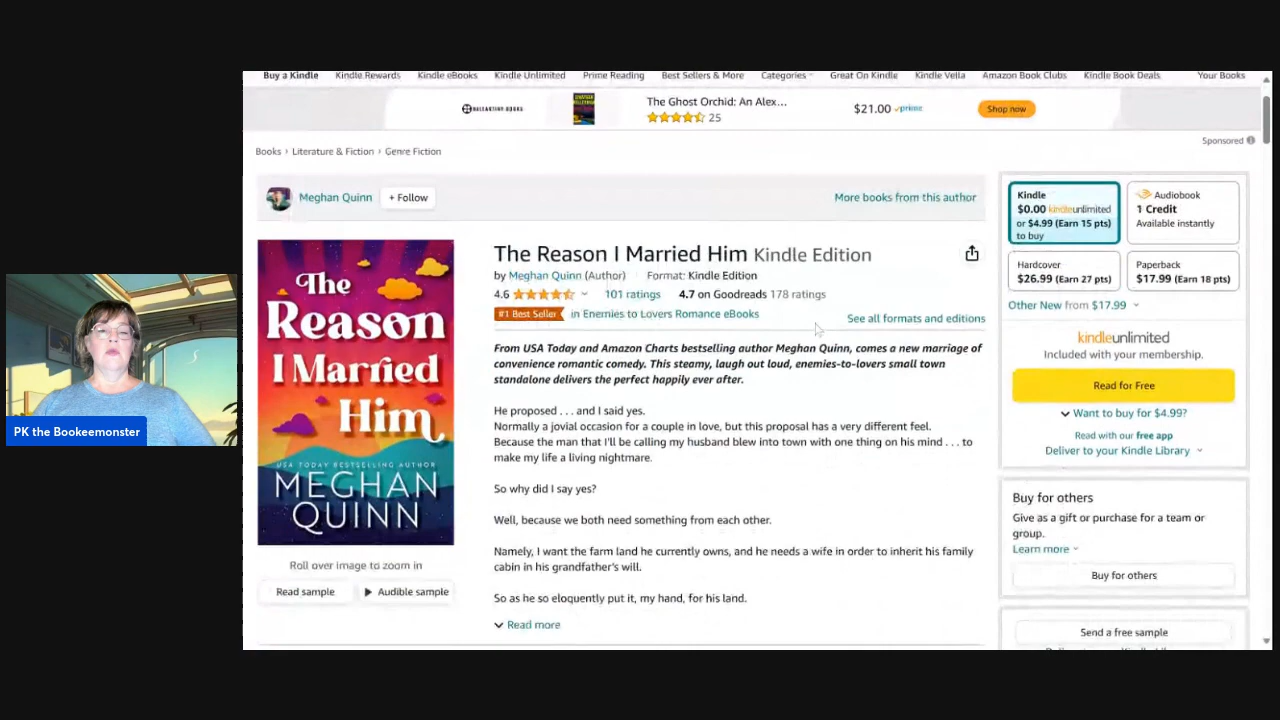 Buy a Kindle Kindle Rewards Kindle eBooks Kindle Unlimited Prime Reading Best Sellers & More Categories Great On Kindle Kindle Vella Amazon Book Clubs Kindle Book Deals Your Books
BALLANTINE BOOKS The Ghost Orchid: An Alex... $21.00 prime Shop now
25
Sponsored
Books › Literature & Fiction › Genre Fiction
Meghan Quinn + Follow More books from this author
The Reason I Married Him Kindle Edition
by Meghan Quinn (Author) Format: Kindle Edition
4.6 101 ratings 4.7 on Goodreads 178 ratings
#1 Best Seller in Enemies to Lovers Romance eBooks
See all formats and editions
From USA Today and Amazon Charts bestselling author Meghan Quinn, comes a new marriage of
convenience romantic comedy. This steamy, laugh out loud, enemies-to-lovers small town
standalone delivers the perfect happily ever after.
He proposed . . . and I said yes.
Normally a jovial occasion for a couple in love, but this proposal has a very different feel.
Because the man that I'll be calling my husband blew into town with one thing on his mind . . . to
make my life a living nightmare.
So why did I say yes?
Well, because we both need something from each other.
Namely, I want the farm land he currently owns, and he needs a wife in order to inherit his family
cabin in his grandfather's will.
So as he so eloquently put it, my hand, for his land.
Read more
The
Reason
I Married
Him
USA TODAY BESTSELLING AUTHOR
MEGHAN
QUINN
Roll over image to zoom in
Read sample Audible sample
Kindle
$0.00 kindleunlimited
or $4.99 (Earn 15 pts)
to buy
Audiobook
1 Credit
Available instantly
Hardcover
$26.99 (Earn 27 pts)
Paperback
$17.99 (Earn 18 pts)
Other New from $17.99
kindleunlimited
Included with your membership.
Read for Free
Want to buy for $4.99?
Read with our free app
Deliver to your Kindle Library
Buy for others
Give as a gift or purchase for a team or
group.
Learn more
Buy for others
Send a free sample
PK the Bookeemonster